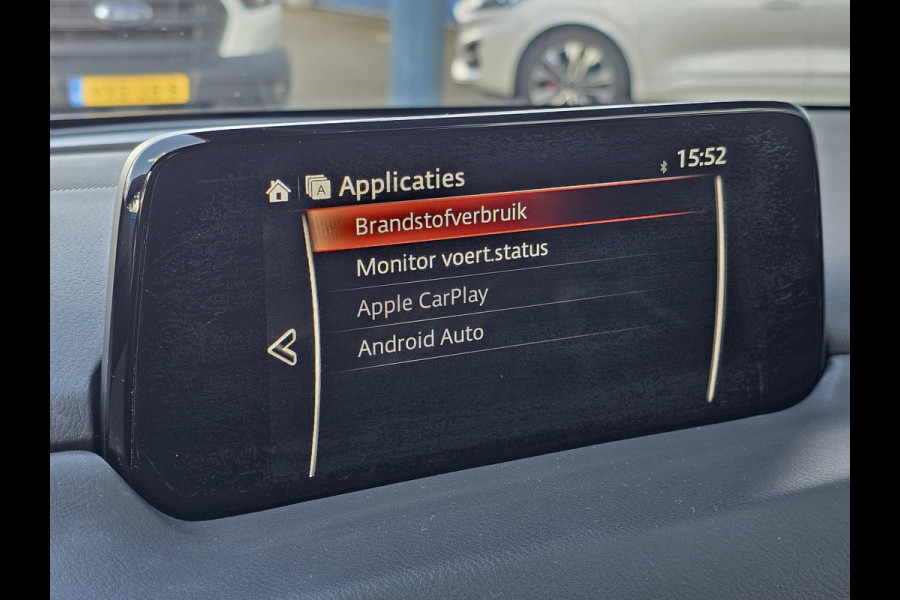 Applicaties
15:52
Brandstofverbruik
Monitor voert.status
Apple CarPlay
Android Auto